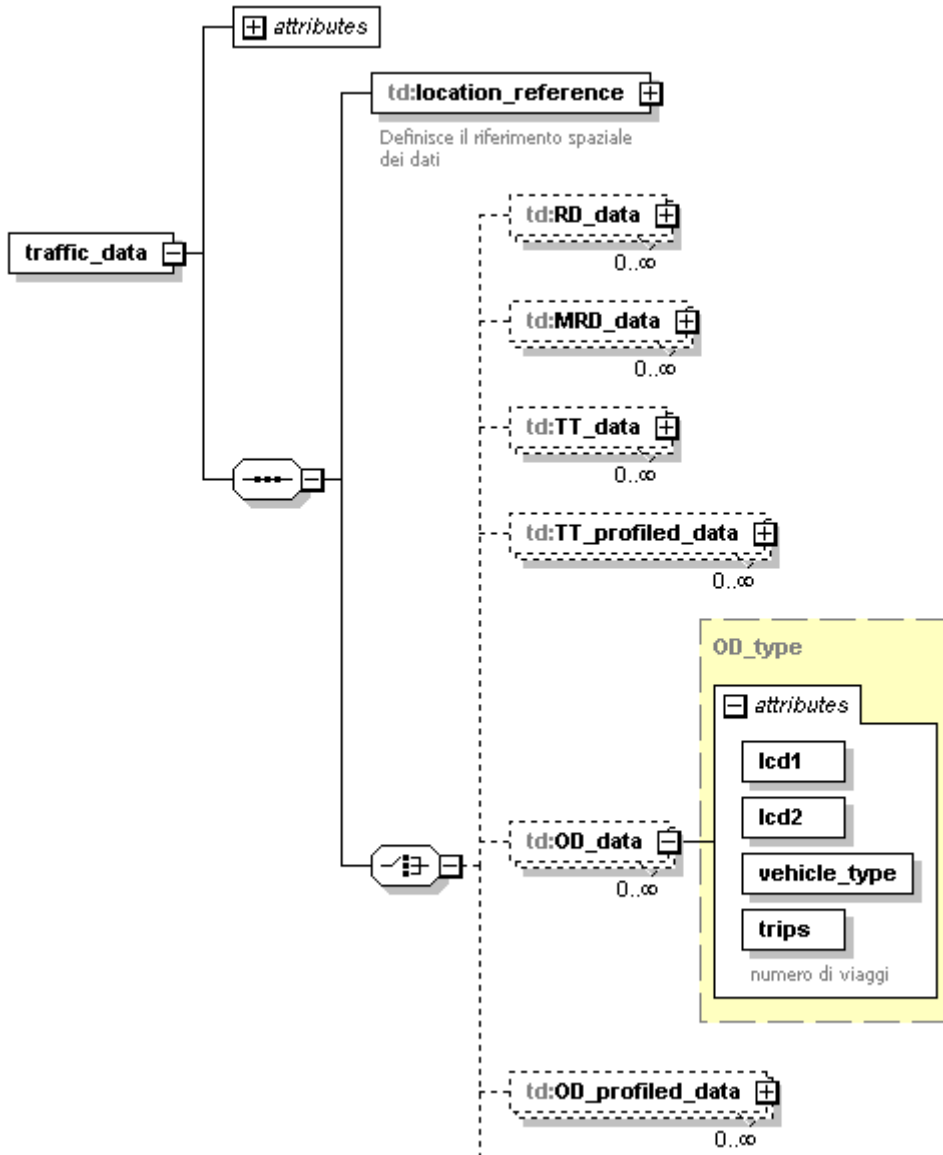 attributes
td:location_reference
Definisce il riferimento spaziale
dei dati
traffic_data
td:RD_data
0..∞
td:MRD_data
0..∞
td:TT_data
0..∞
td:TT_profiled_data
0..∞
OD_type
attributes
lcd1
lcd2
td:OD_data
0..∞
vehicle_type
trips
numero di viaggi
td:OD_profiled_data
0..∞